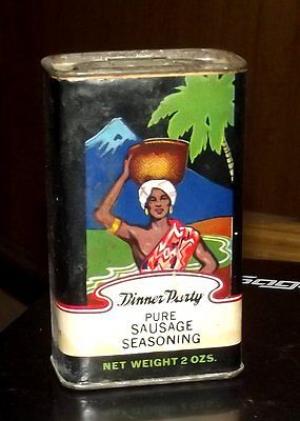 Dinner Party
PURE
SAUSAGE
SEASONING
NET WEIGHT 2 OZS.